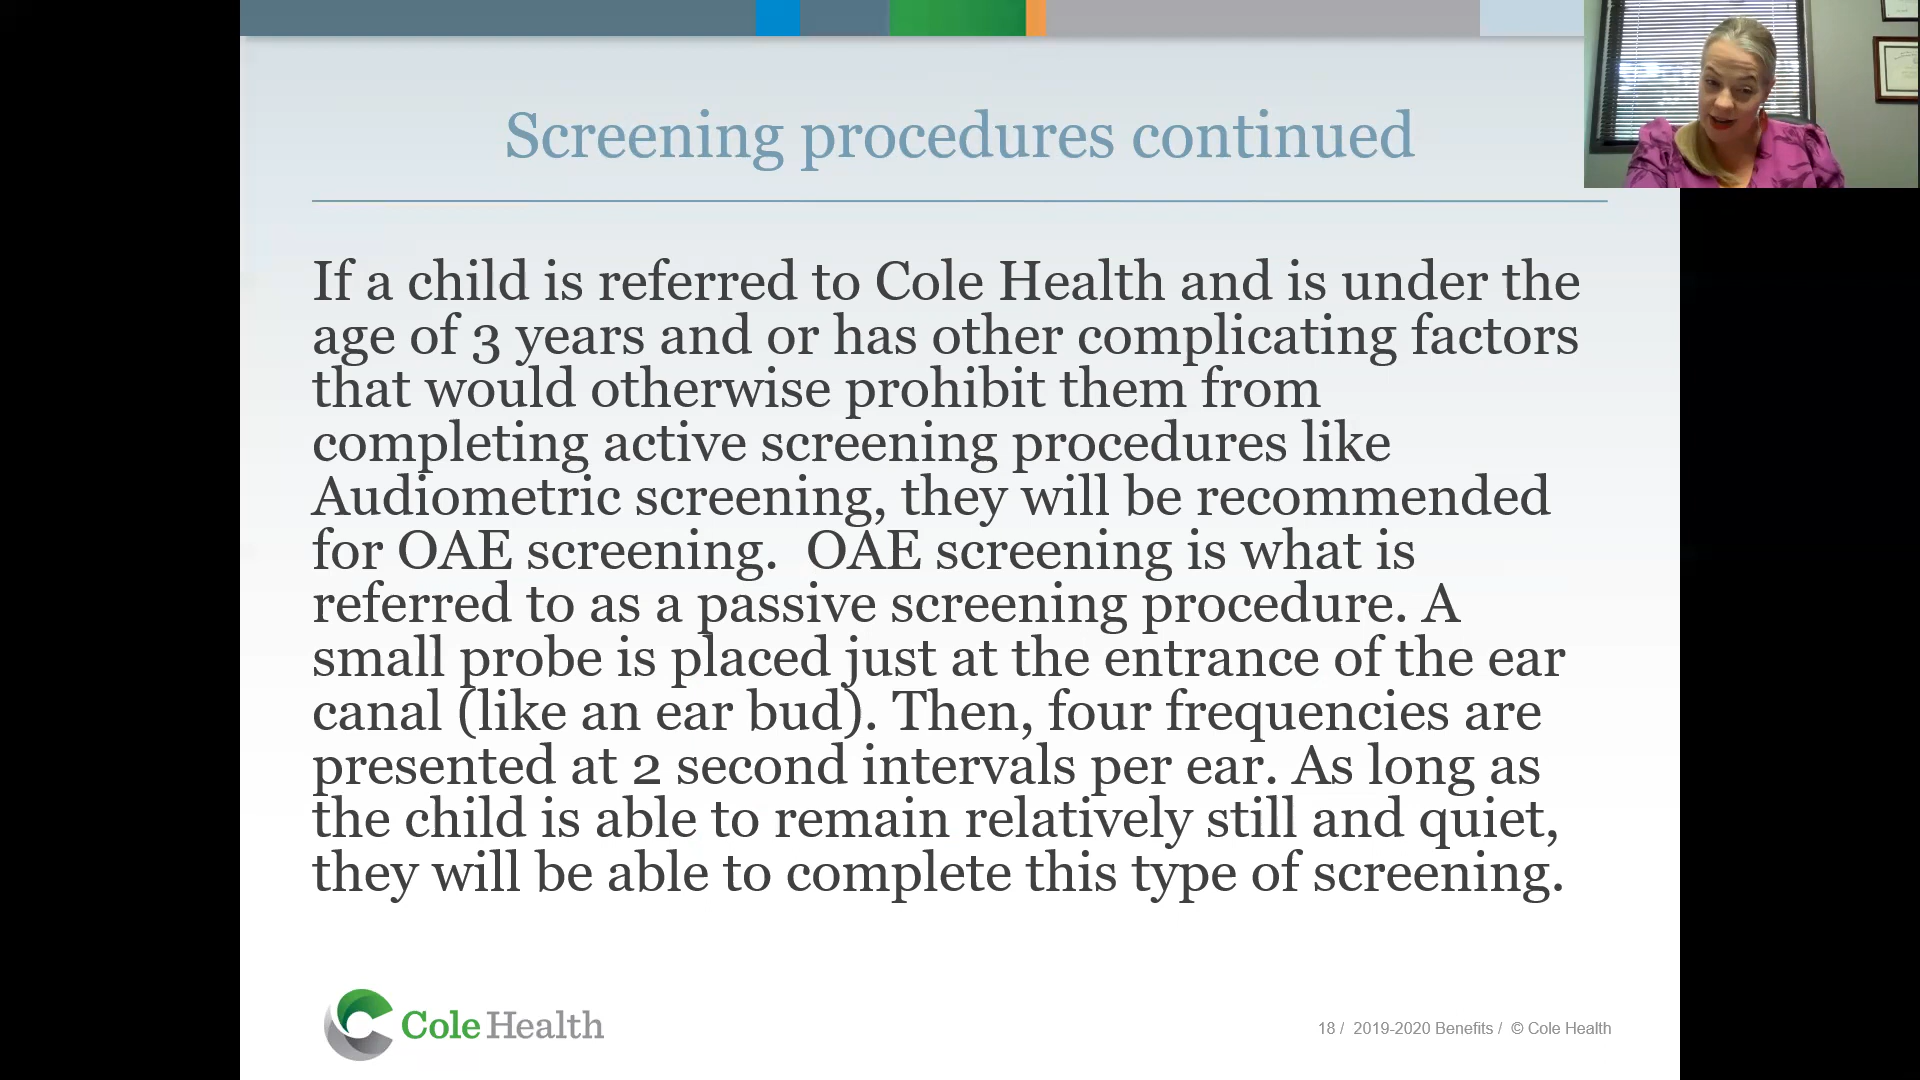 Screening procedures continued
If a child is referred to Cole Health and is under the
age of 3 years and or has other complicating factors
that would otherwise prohibit them from
completing active screening procedures like
Audiometric screening, they will be recommended
for OAE screening.  OAE screening is what is
referred to as a passive screening procedure. A
small probe is placed just at the entrance of the ear
canal (like an ear bud). Then, four frequencies are
presented at 2 second intervals per ear. As long as
the child is able to remain relatively still and quiet,
they will be able to complete this type of screening.
Cole Health
18 / 2019-2020 Benefits / © Cole Health